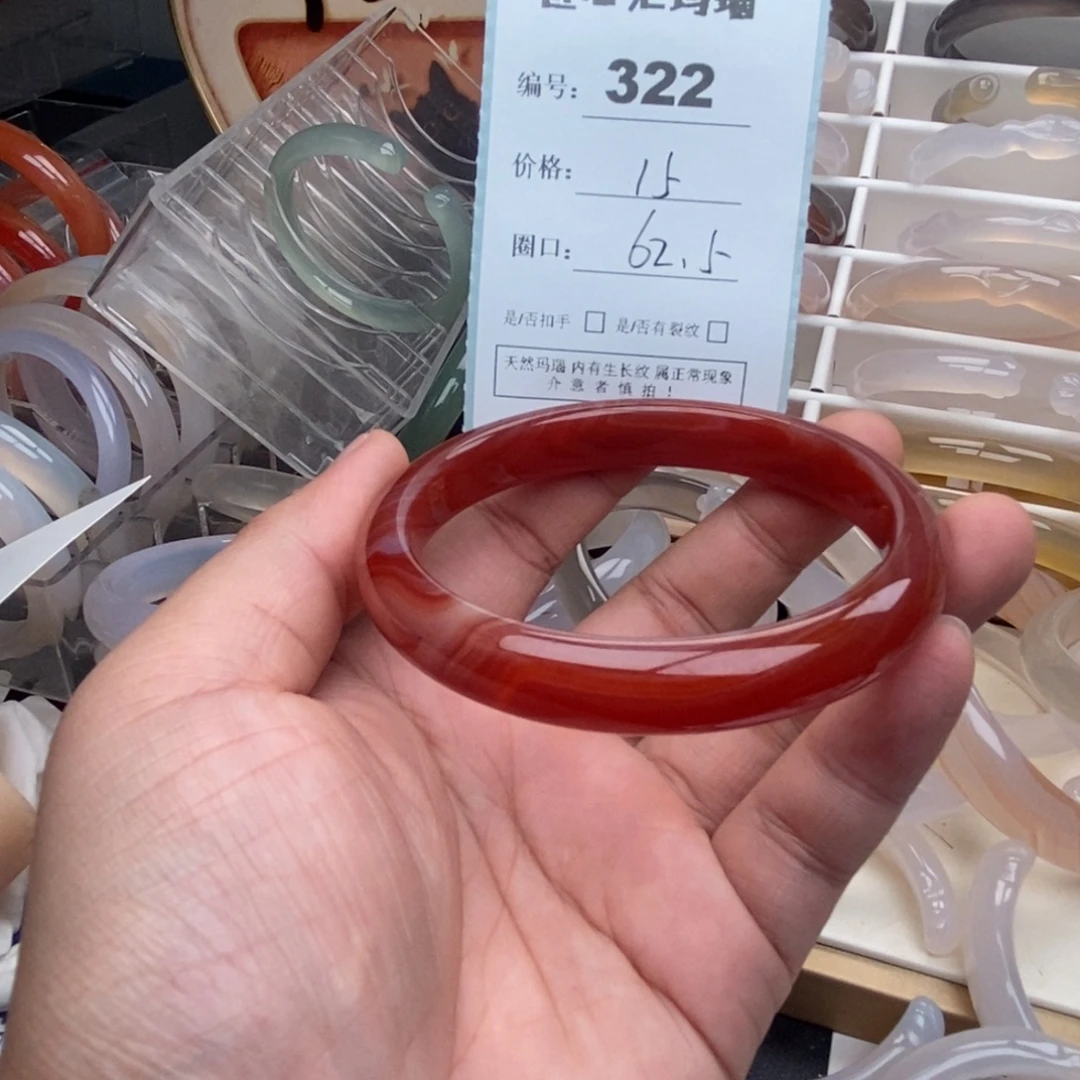 编号: 322
价格: 15
圈口: 62.5
是/否扣手 □ 是/否有裂纹 □
天然玛瑙 内有生长纹 属正常现象
介意者慎拍!